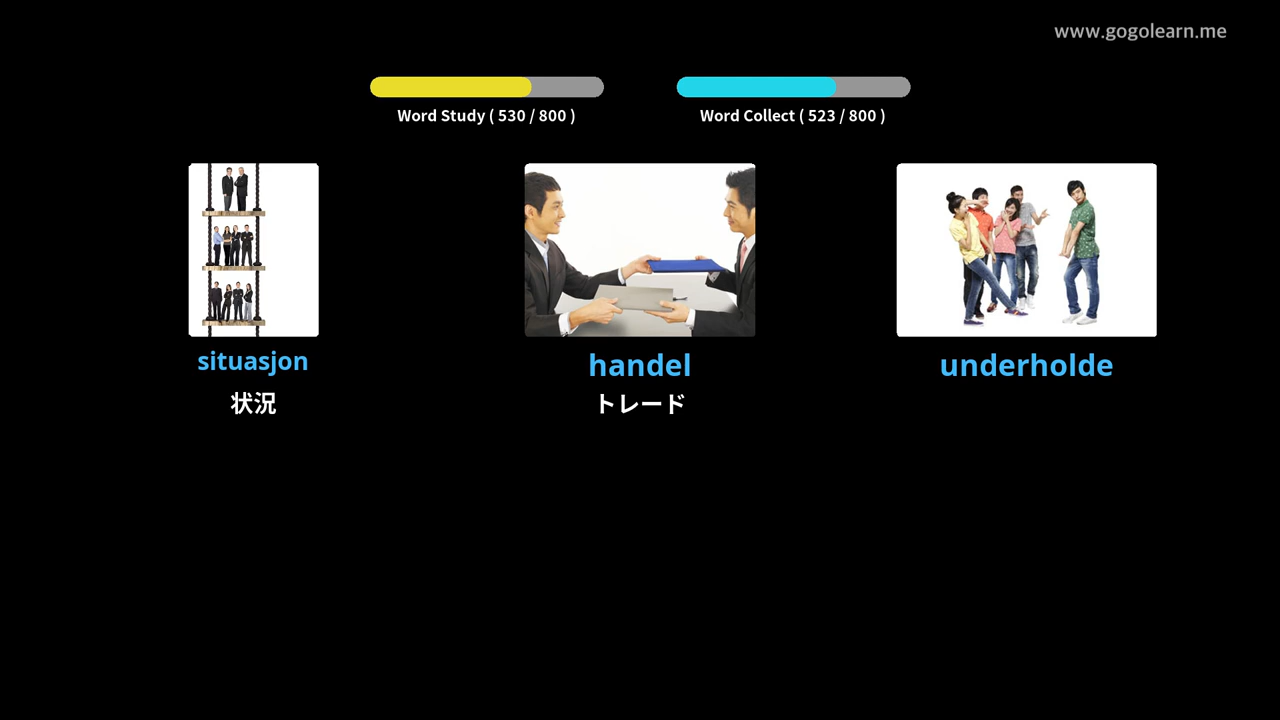 www.gogolearn.me
Word Study ( 530 / 800 )
Word Collect ( 523 / 800 )
situasjon
handel
underholde
状況
トレード